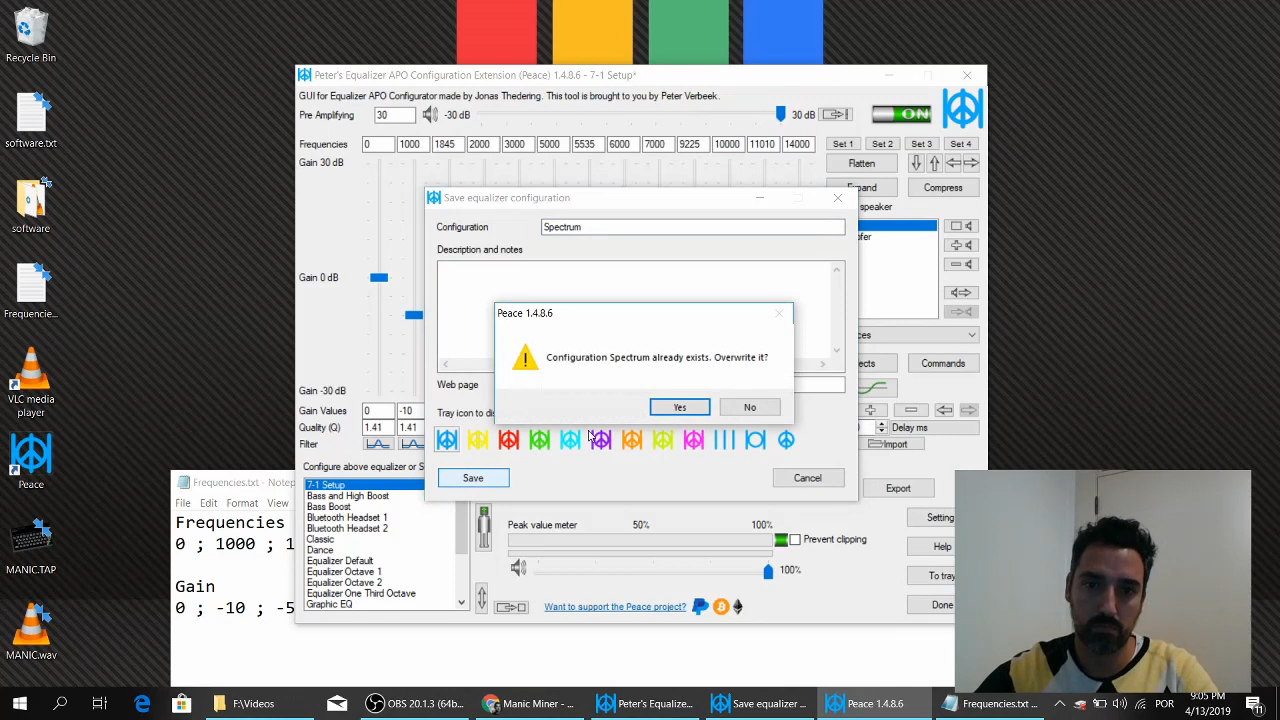 Recycle Bin
software.txt
software
Frequencie...
VLC media
player
Peace
MANIC.TAP
MANIC.wav
Peter's Equalizer APO Configuration Extension (Peace) 1.4.8.6 - 7-1 Setup*
GUI for Equalizer APO Configurator made by Jonas Thedering. This tool is brought to you by Peter Verbeek.
Pre Amplifying 30 -30 dB 30 dB ON
Frequencies 0 1000 1845 2000 3000 5000 5535 6000 7000 9225 10000 11010 14000 Set 1 Set 2 Set 3 Set 4
Gain 30 dB
Flatten
Compress
speaker
Gain 0 dB
Commands
Gain -30 dB
Gain Values 0 -10
Quality (Q) 1.41 1.41
Delay ms
Filter
Import
Configure above equalizer or S
7-1 Setup
Bass and High Boost
Bass Boost
Bluetooth Headset 1
Bluetooth Headset 2
Classic
Dance
Equalizer Default
Equalizer Octave 1
Equalizer Octave 2
Equalizer One Third Octave
Graphic EQ
Export
Peak value meter 50% 100%
Prevent clipping
100%
Want to support the Peace project?
Setting
Help
To tray
Done
Save equalizer configuration
Configuration Spectrum
Description and notes
Web page
Tray icon to dis
Save Cancel
Peace 1.4.8.6
! Configuration Spectrum already exists. Overwrite it?
Yes No
Frequencies.txt - Notep
File Edit Format View
Frequencies
0 ; 1000 ; 1
Gain
0 ; -10 ; -5
F:\Videos
OBS 20.1.3 (64b...
Manic Miner - ...
Peter's Equalize...
Save equalizer ...
Peace 1.4.8.6
Frequencies.txt ...
POR
9:05 PM
4/13/2019
11